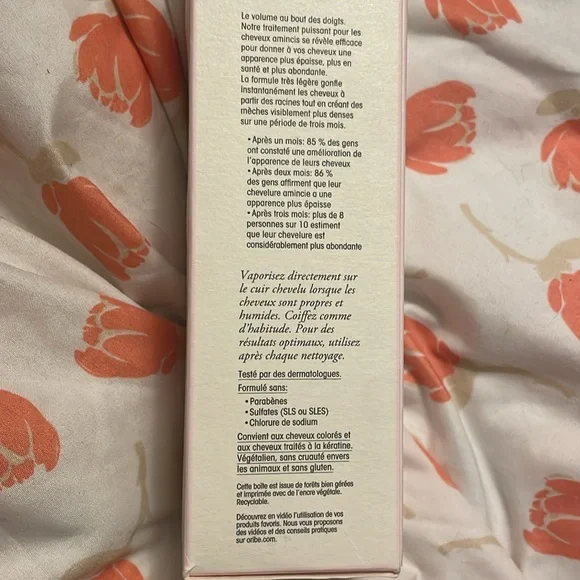 Le volume au bout des doigts.
Notre traitement puissant pour les
cheveux amincis se révèle efficace
pour donner à vos cheveux une
apparence plus épaisse, plus en
santé et plus abondante.
La formule très légère gonfle
instantanément les cheveux à
partir des racines tout en créant des
mèches visiblement plus denses
sur une période de trois mois.
• Après un mois: 85 % des gens
ont constaté une amélioration de
l'apparence de leurs cheveux
• Après deux mois: 86 %
des gens affirment que leur
chevelure amincie a une
apparence plus épaisse
• Après trois mois: plus de 8
personnes sur 10 estiment
que leur chevelure est
considérablement plus abondante
Vaporisez directement sur
le cuir chevelu lorsque les
cheveux sont propres et
humides. Coiffez comme
d'habitude. Pour des
résultats optimaux, utilisez
après chaque nettoyage.
Testé par des dermatologues.
Formulé sans:
• Parabènes
• Sulfates (SLS ou SLES)
• Chlorure de sodium
Convient aux cheveux colorés et
aux cheveux traités à la kératine.
Végétalien, sans cruauté envers
les animaux et sans gluten.
Cette boîte est issue de forêts bien gérées
et imprimée avec de l'encre végétale.
Recyclable.
Découvrez en vidéo l'utilisation de vos
produits favoris. Nous vous proposons
des vidéos et des conseils pratiques
sur oribe.com.